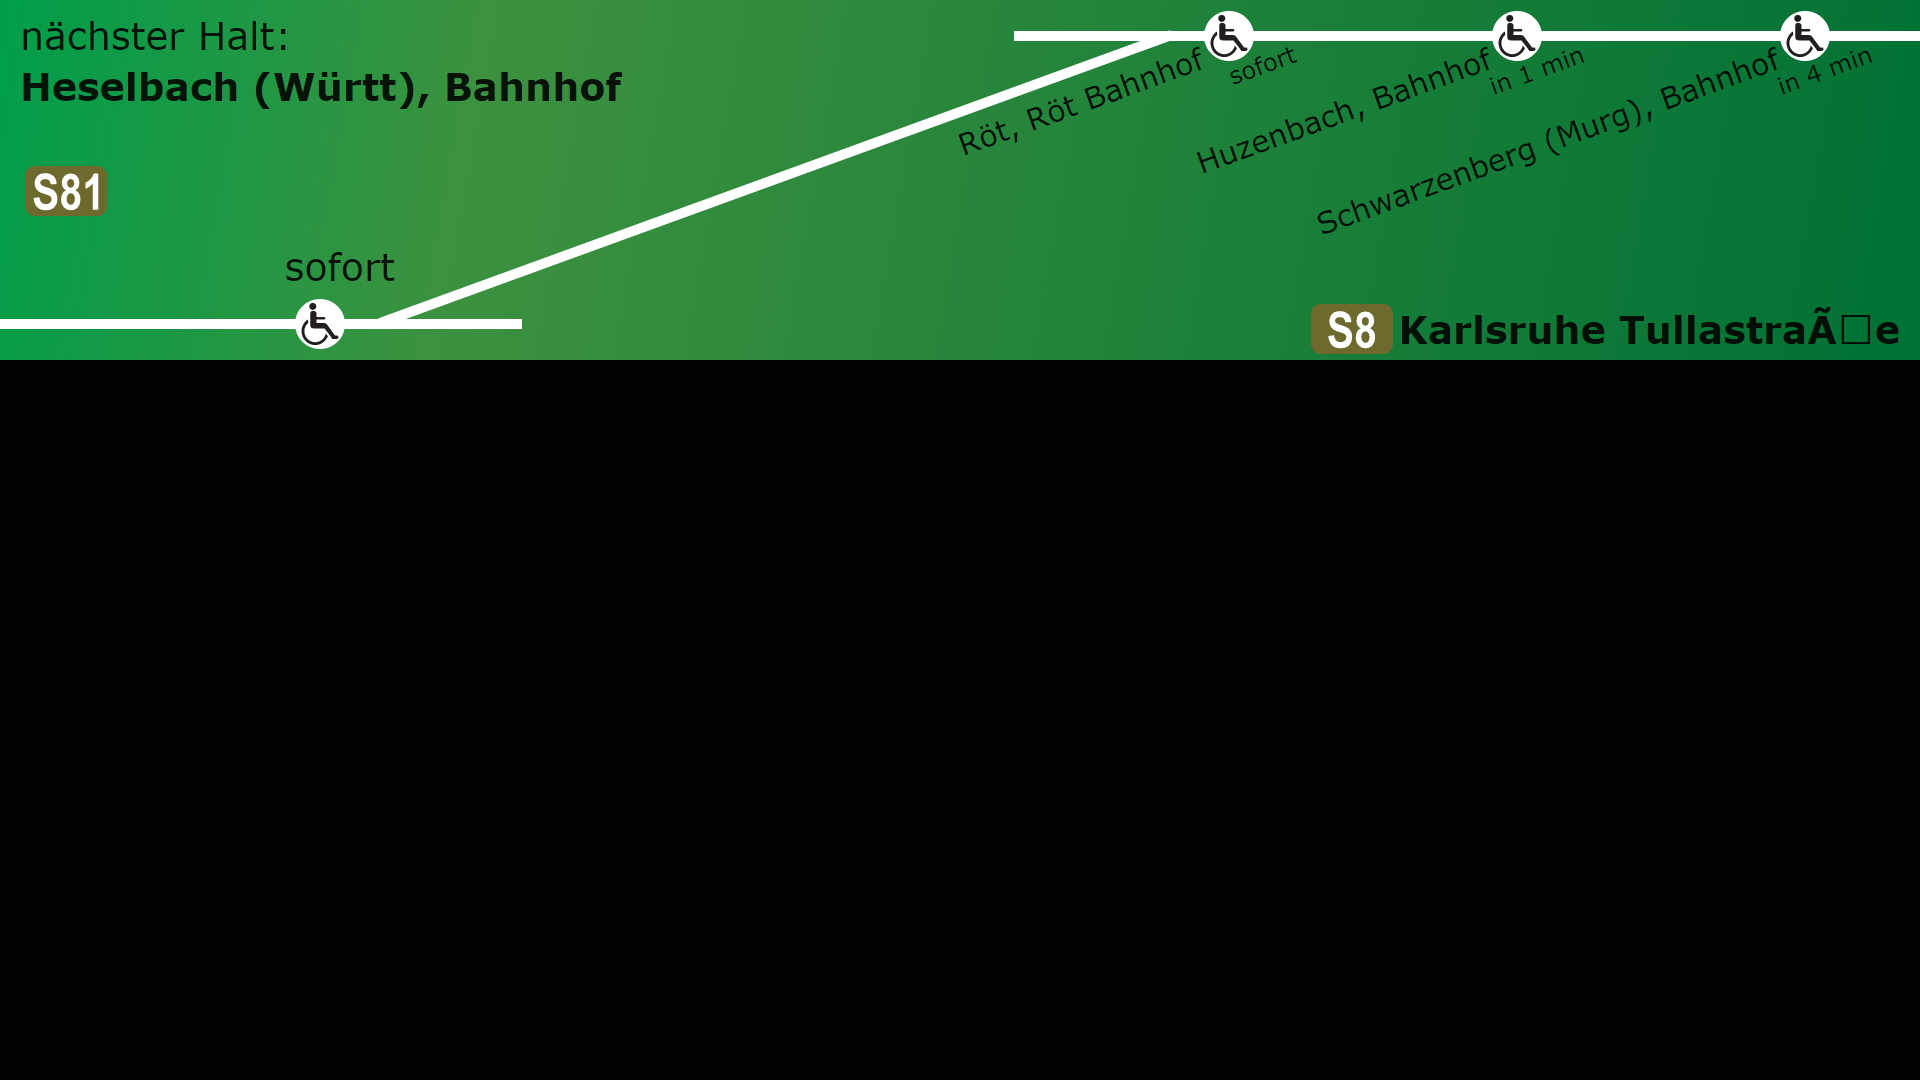 nächster Halt:
Heselbach (Württ), Bahnhof
S81
sofort
Röt, Röt Bahnhof
sofort
Huzenbach, Bahnhof
in 1 min
Schwarzenberg (Murg), Bahnhof
in 4 min
S8 Karlsruhe TullastraÃ□e